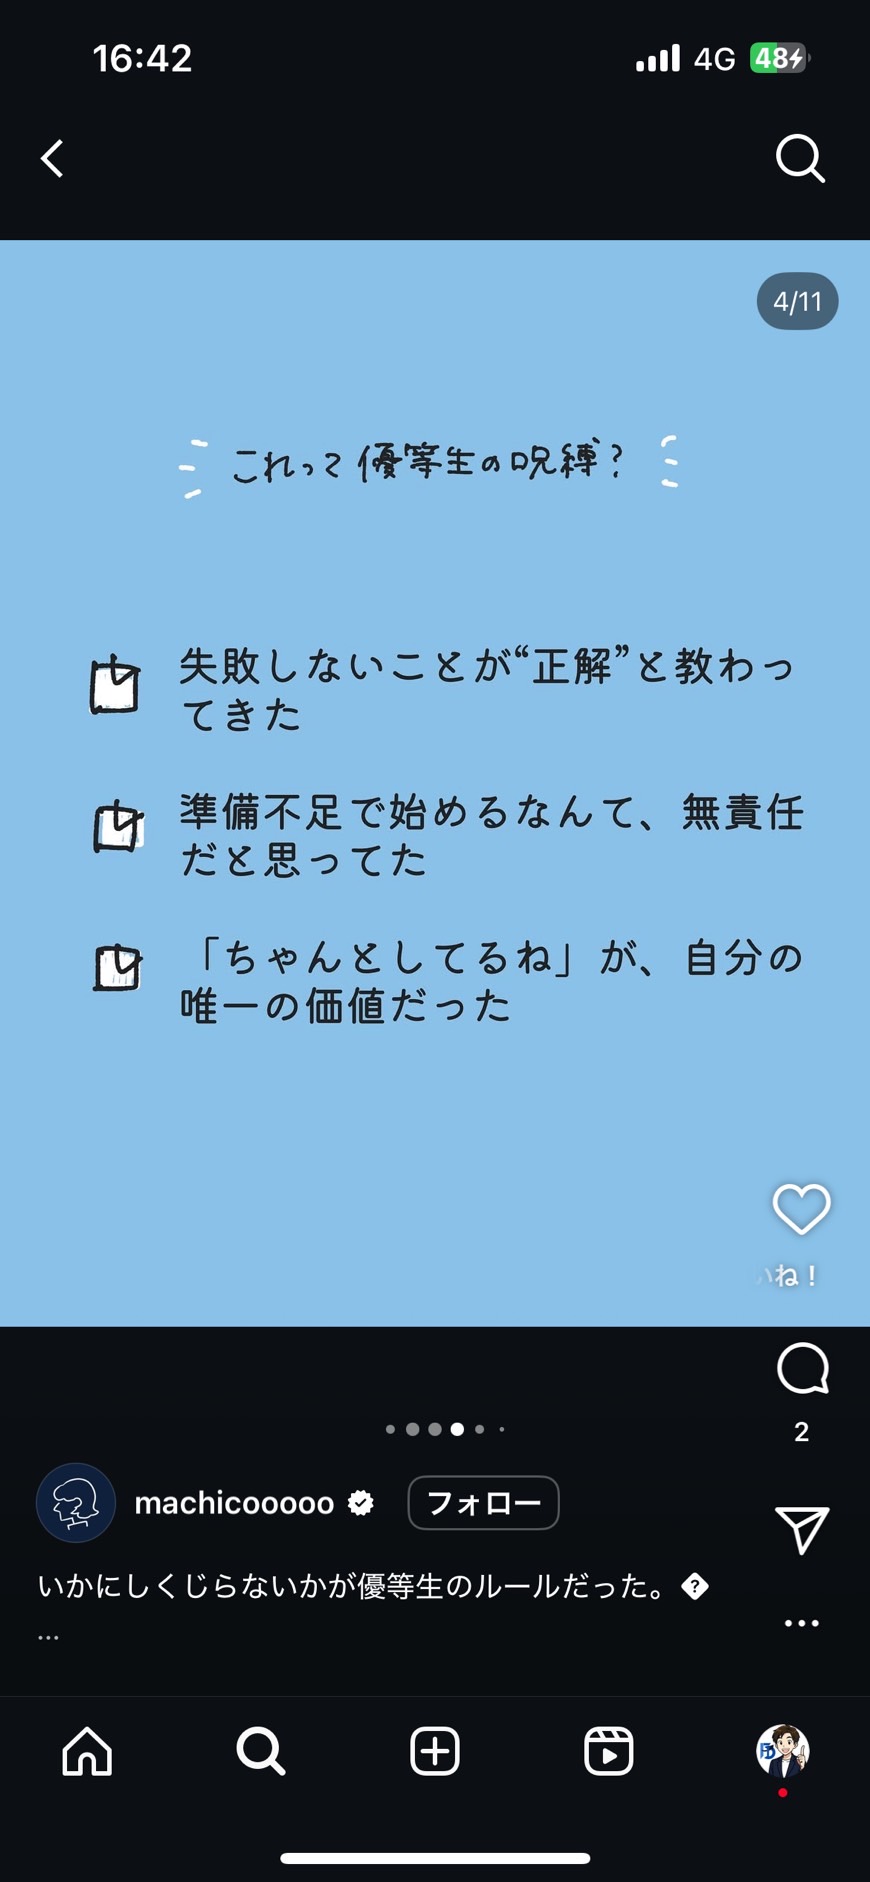 16:42
4G
48
4/11
これって優等生の呪縛?
失敗しないことが“正解”と教わっ
てきた
準備不足で始めるなんて、無責任
だと思ってた
「ちゃんとしてるね」が、自分の
唯一の価値だった
いね！
2
machicooooo
フォロー
いかにしくじらないかが優等生のルールだった。
...